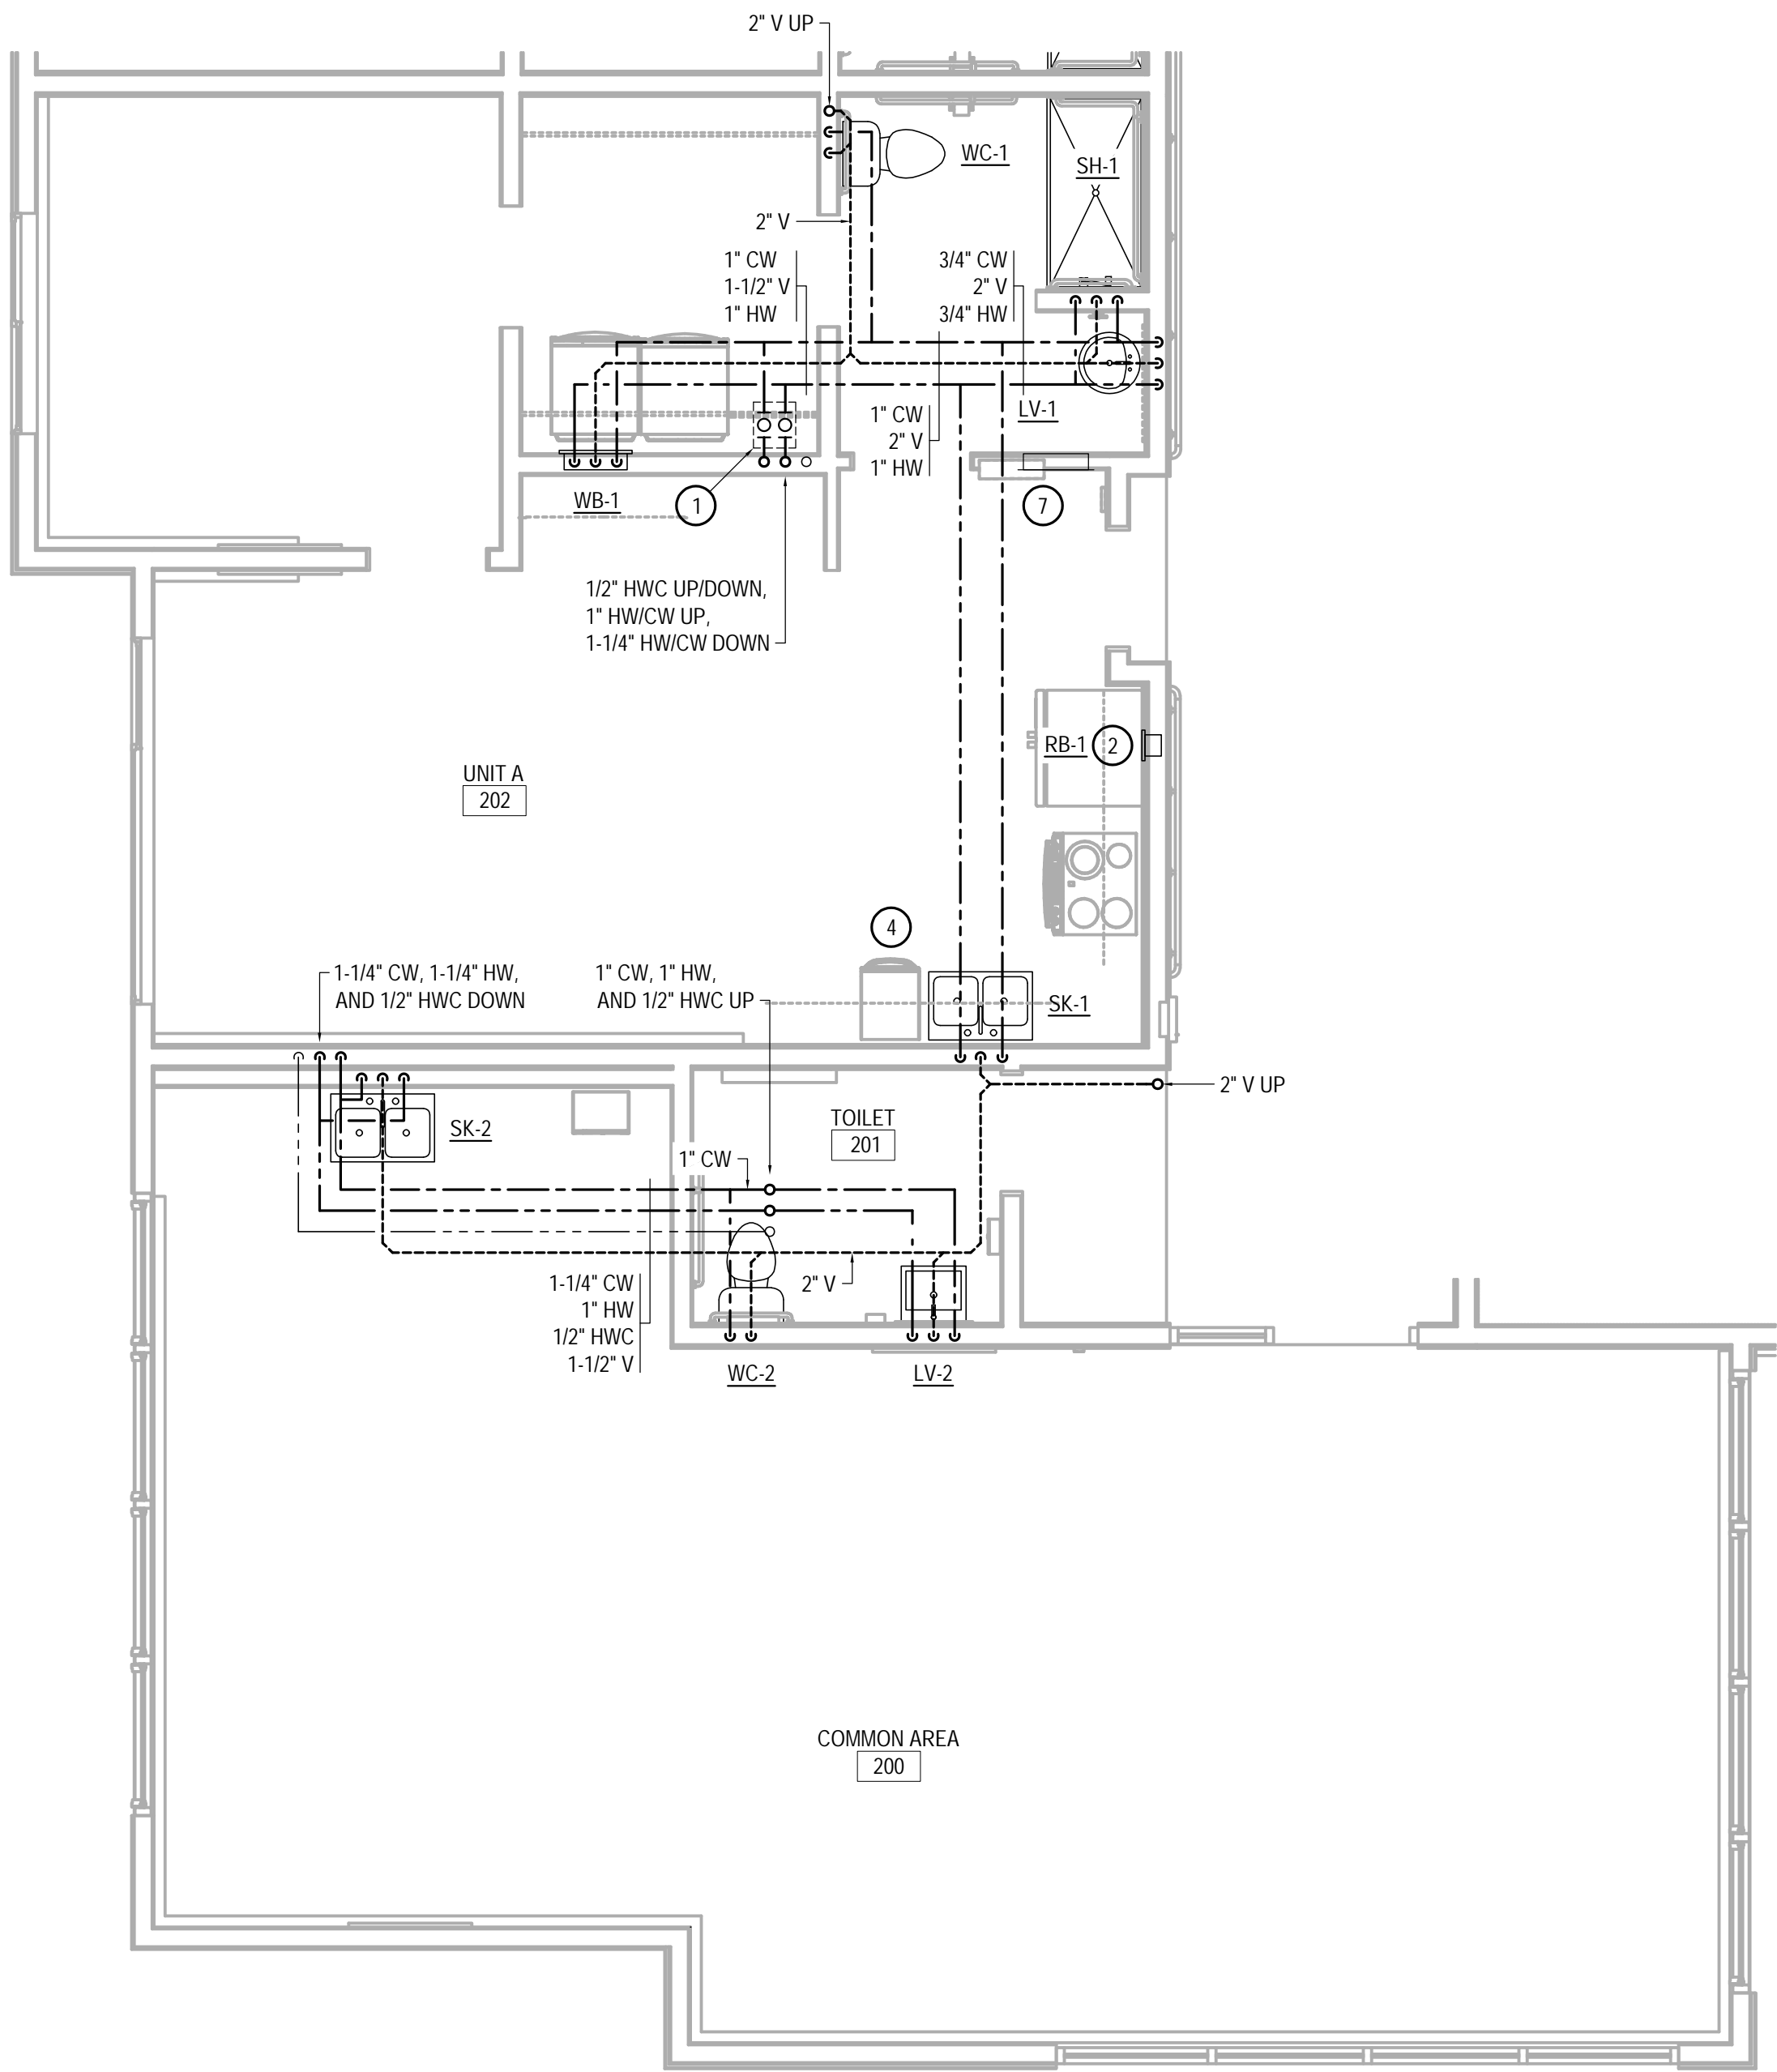 2" V UP
WC-1
SH-1
2" V
1" CW
1-1/2" V
1" HW
3/4" CW
2" V
3/4" HW
1" CW
2" V
1" HW
LV-1
WB-1
1
7
1/2" HWC UP/DOWN,
1" HW/CW UP,
1-1/4" HW/CW DOWN
RB-1
2
UNIT A
202
4
1-1/4" CW, 1-1/4" HW,
AND 1/2" HWC DOWN
1" CW, 1" HW,
AND 1/2" HWC UP
SK-1
2" V UP
SK-2
TOILET
201
1" CW
1-1/4" CW
1" HW
1/2" HWC
1-1/2" V
2" V
WC-2
LV-2
COMMON AREA
200